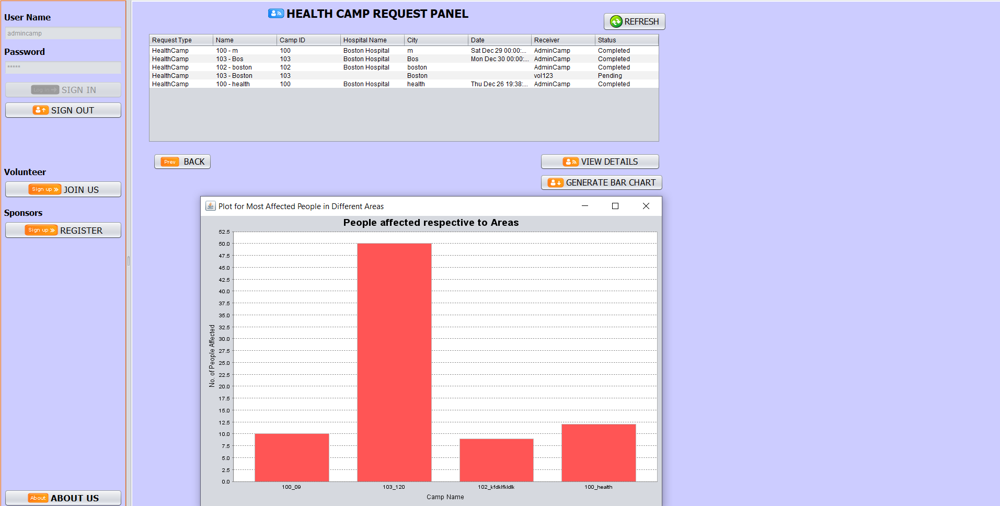 User Name
admincamp
Password
*****
Log in SIGN IN
SIGN OUT
Volunteer
Sign up » JOIN US
Sponsors
Sign up » REGISTER
About ABOUT US
HEALTH CAMP REQUEST PANEL
REFRESH
Request Type Name Camp ID Hospital Name City Date Receiver Status
HealthCamp 100 - m 100 Boston Hospital m Sat Dec 29 00:00:... AdminCamp Completed
HealthCamp 103 - Bos 103 Boston Hospital Bos Mon Dec 30 00:00:... AdminCamp Completed
HealthCamp 102 - boston 102 Boston Hospital boston AdminCamp Completed
HealthCamp 103 - Boston 103 Boston vol123 Pending
HealthCamp 100 - health 100 Boston Hospital health Thu Dec 26 19:38:... AdminCamp Completed
Prev BACK
VIEW DETAILS
GENERATE BAR CHART
Plot for Most Affected People in Different Areas
People affected respective to Areas
No. of People Affected
52.5
50.0
47.5
45.0
42.5
40.0
37.5
35.0
32.5
30.0
27.5
25.0
22.5
20.0
17.5
15.0
12.5
10.0
7.5
5.0
2.5
0.0
100_09 103_120 102_kfdklfkldlk 100_health
Camp Name